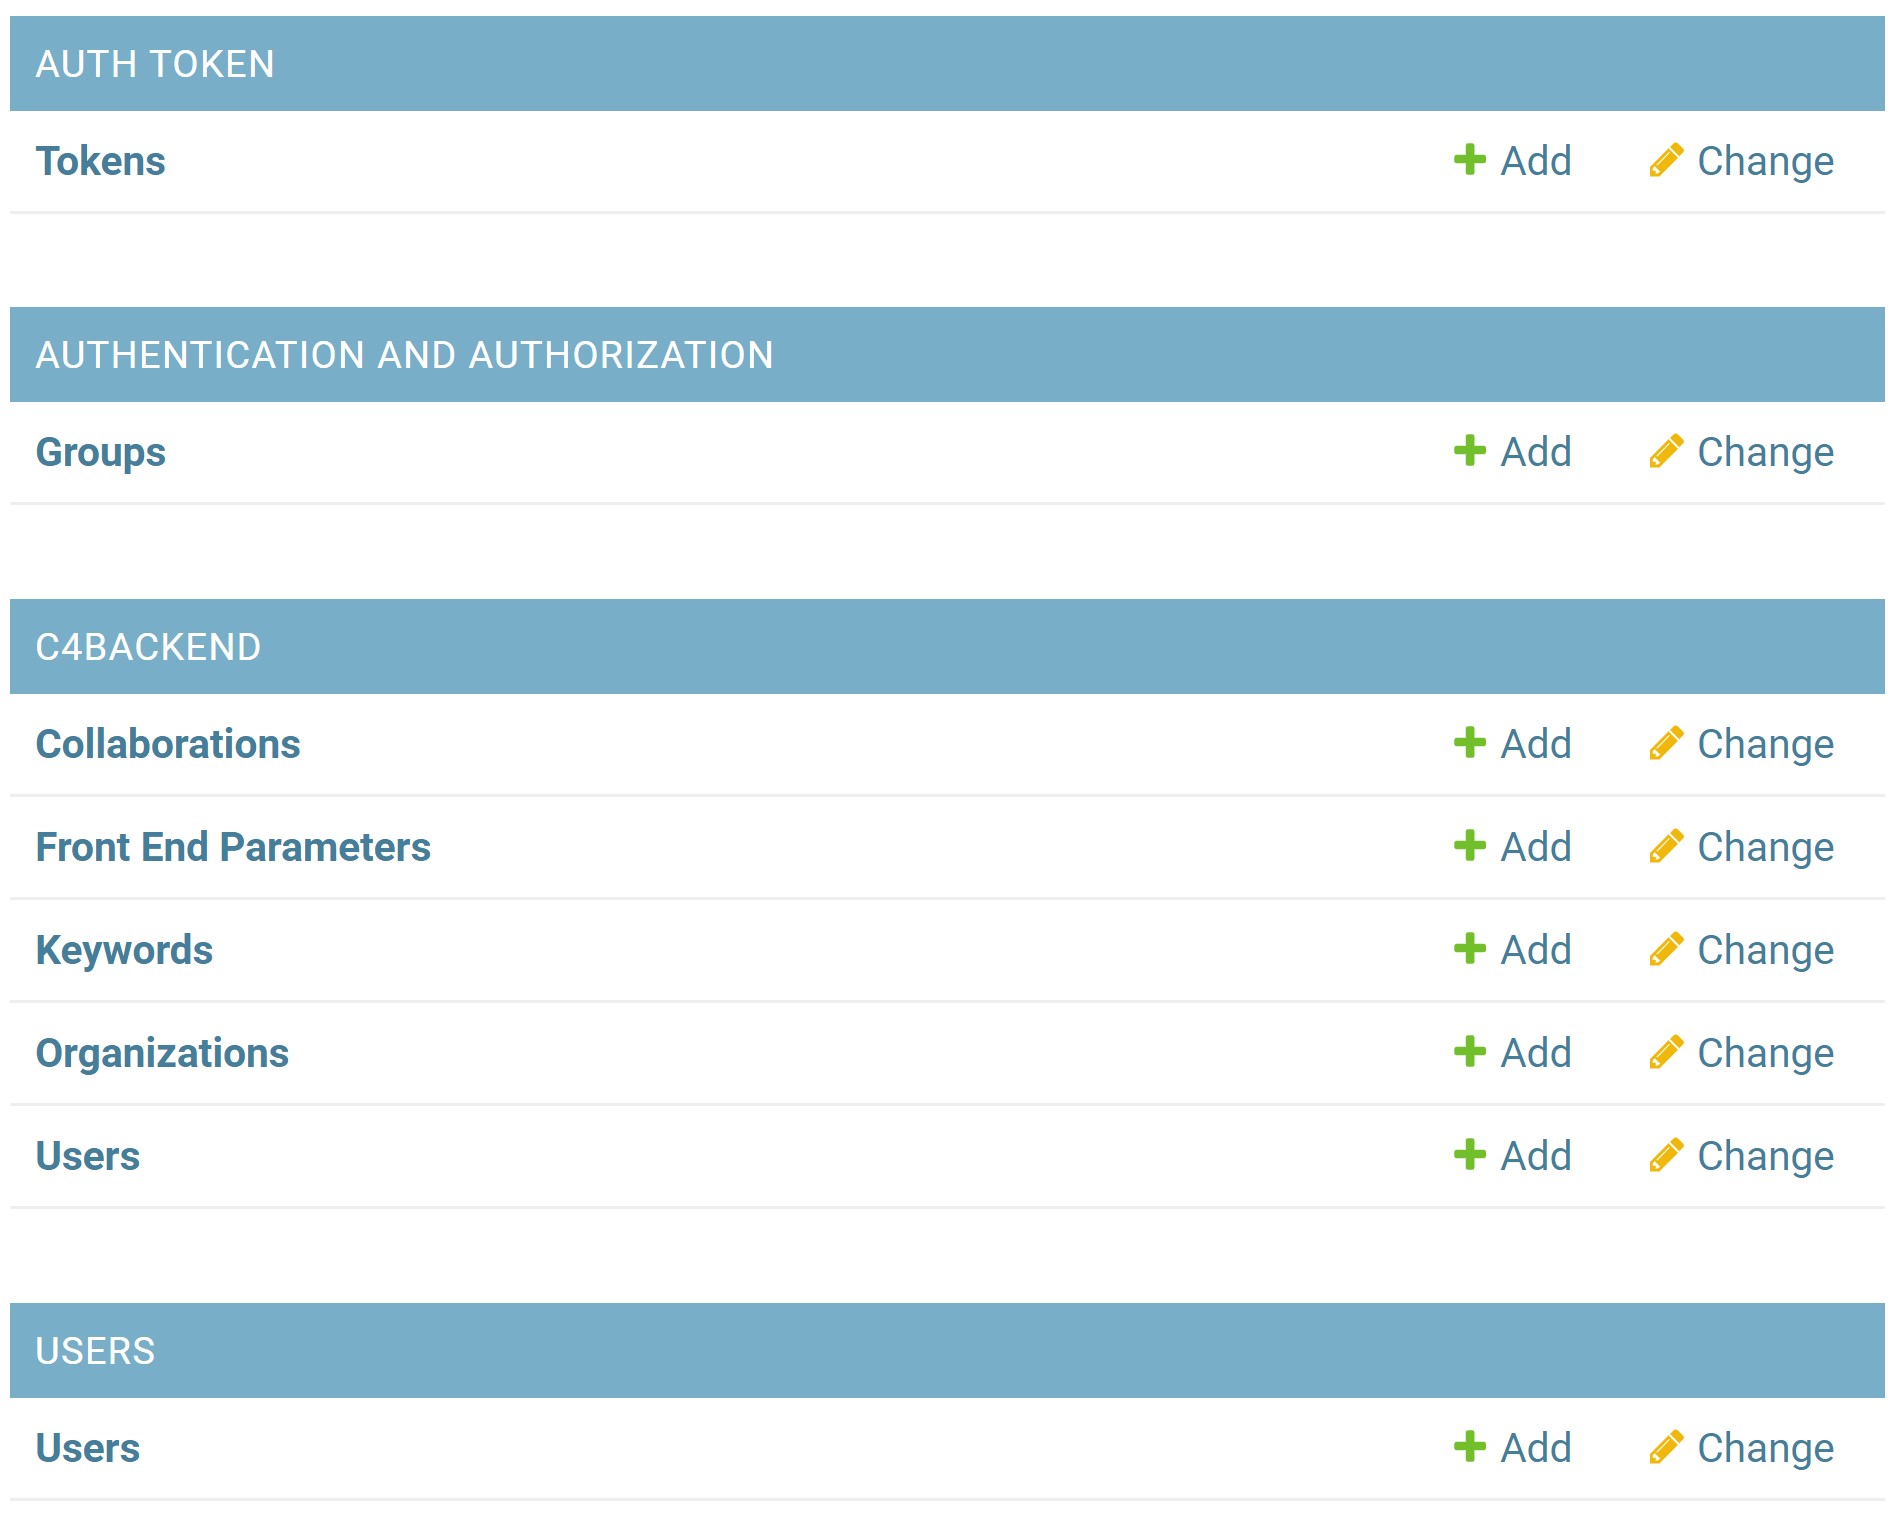 AUTH TOKEN
Tokens Add Change
AUTHENTICATION AND AUTHORIZATION
Groups Add Change
C4BACKEND
Collaborations Add Change
Front End Parameters Add Change
Keywords Add Change
Organizations Add Change
Users Add Change
USERS
Users Add Change